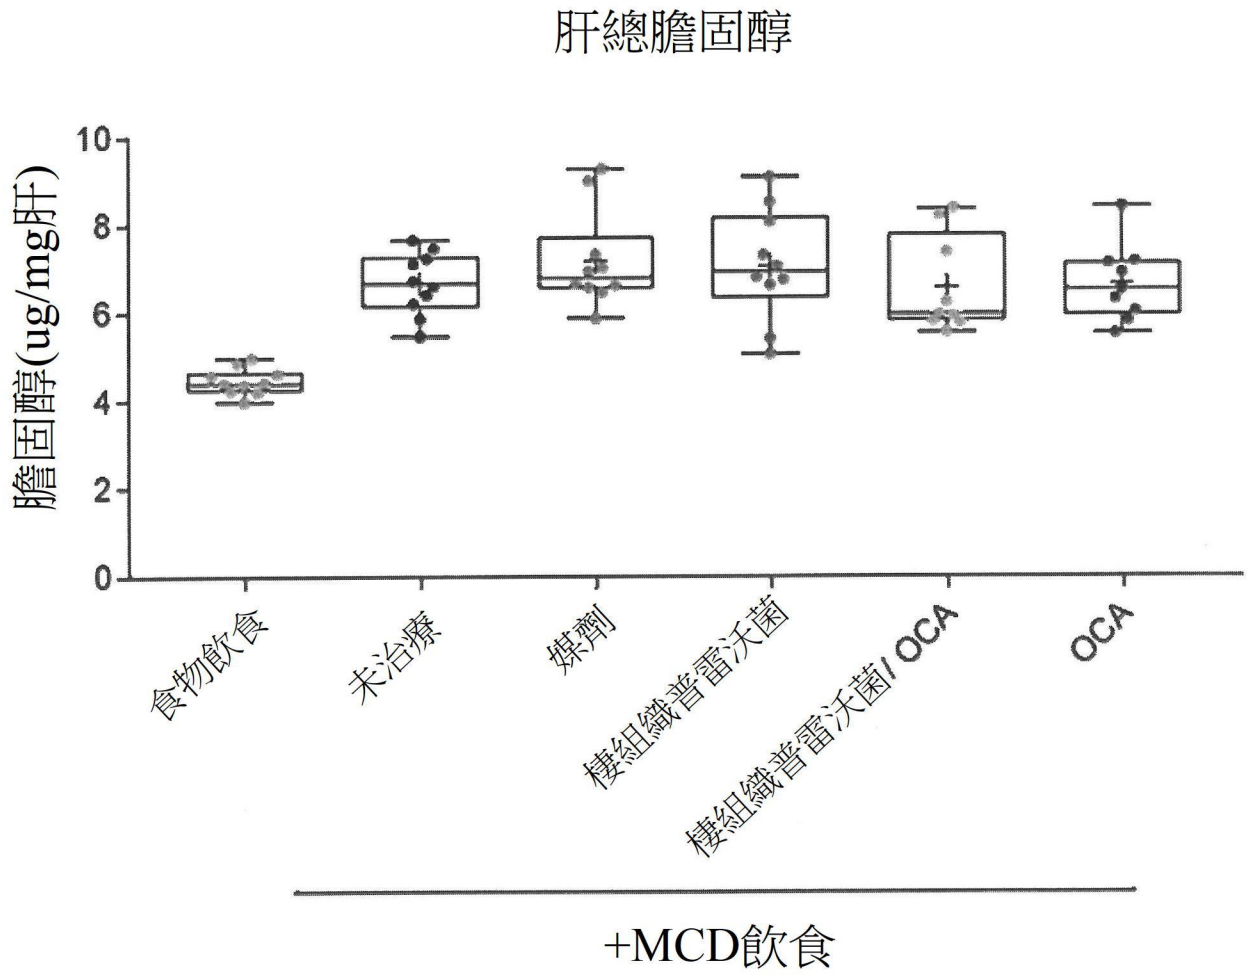 肝總膽固醇
膽固醇(ug/mg肝)
10
8
6
4
2
0
食物飲食
未治療
媒劑
棲組織普雷沃菌
棲組織普雷沃菌/ OCA
OCA
+MCD飲食